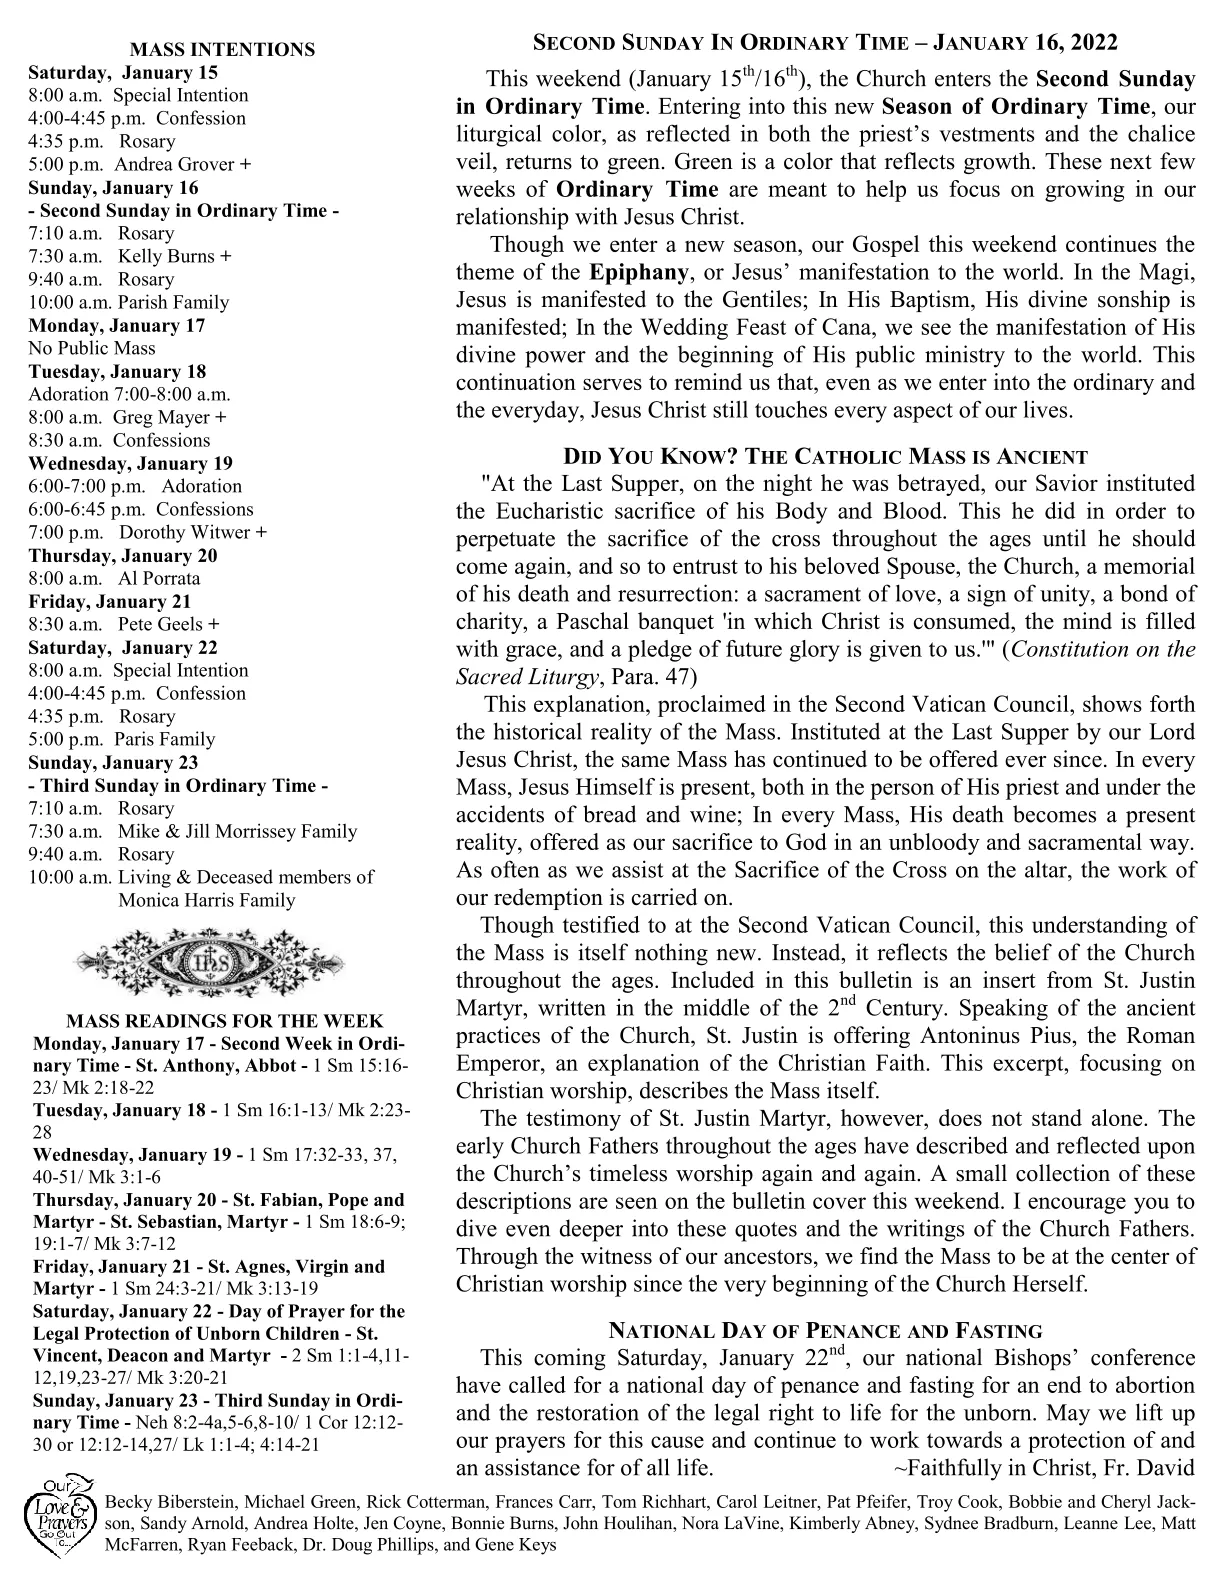 MASS INTENTIONS
Saturday,  January 15
8:00 a.m.  Special Intention
4:00-4:45 p.m.  Confession
4:35 p.m.   Rosary
5:00 p.m.  Andrea Grover +
Sunday, January 16
- Second Sunday in Ordinary Time -
7:10 a.m.   Rosary
7:30 a.m.   Kelly Burns +
9:40 a.m.   Rosary
10:00 a.m. Parish Family
Monday, January 17
No Public Mass
Tuesday, January 18
Adoration 7:00-8:00 a.m.
8:00 a.m.  Greg Mayer +
8:30 a.m.  Confessions
Wednesday, January 19
6:00-7:00 p.m.   Adoration
6:00-6:45 p.m.  Confessions
7:00 p.m.   Dorothy Witwer +
Thursday, January 20
8:00 a.m.   Al Porrata
Friday, January 21
8:30 a.m.   Pete Geels +
Saturday,  January 22
8:00 a.m.  Special Intention
4:00-4:45 p.m.  Confession
4:35 p.m.   Rosary
5:00 p.m.  Paris Family
Sunday, January 23
- Third Sunday in Ordinary Time -
7:10 a.m.   Rosary
7:30 a.m.   Mike & Jill Morrissey Family
9:40 a.m.   Rosary
10:00 a.m. Living & Deceased members of
Monica Harris Family
IHS
MASS READINGS FOR THE WEEK
Monday, January 17 - Second Week in Ordi-
nary Time - St. Anthony, Abbot - 1 Sm 15:16-
23/ Mk 2:18-22
Tuesday, January 18 - 1 Sm 16:1-13/ Mk 2:23-
28
Wednesday, January 19 - 1 Sm 17:32-33, 37,
40-51/ Mk 3:1-6
Thursday, January 20 - St. Fabian, Pope and
Martyr - St. Sebastian, Martyr - 1 Sm 18:6-9;
19:1-7/ Mk 3:7-12
Friday, January 21 - St. Agnes, Virgin and
Martyr - 1 Sm 24:3-21/ Mk 3:13-19
Saturday, January 22 - Day of Prayer for the
Legal Protection of Unborn Children - St.
Vincent, Deacon and Martyr  - 2 Sm 1:1-4,11-
12,19,23-27/ Mk 3:20-21
Sunday, January 23 - Third Sunday in Ordi-
nary Time - Neh 8:2-4a,5-6,8-10/ 1 Cor 12:12-
30 or 12:12-14,27/ Lk 1:1-4; 4:14-21
SECOND SUNDAY IN ORDINARY TIME – JANUARY 16, 2022
This weekend (January 15th/16th), the Church enters the Second Sunday
in Ordinary Time. Entering into this new Season of Ordinary Time, our
liturgical color, as reflected in both the priest’s vestments and the chalice
veil, returns to green. Green is a color that reflects growth. These next few
weeks of Ordinary Time are meant to help us focus on growing in our
relationship with Jesus Christ.
Though we enter a new season, our Gospel this weekend continues the
theme of the Epiphany, or Jesus’ manifestation to the world. In the Magi,
Jesus is manifested to the Gentiles; In His Baptism, His divine sonship is
manifested; In the Wedding Feast of Cana, we see the manifestation of His
divine power and the beginning of His public ministry to the world. This
continuation serves to remind us that, even as we enter into the ordinary and
the everyday, Jesus Christ still touches every aspect of our lives.
DID YOU KNOW? THE CATHOLIC MASS IS ANCIENT
"At the Last Supper, on the night he was betrayed, our Savior instituted
the Eucharistic sacrifice of his Body and Blood. This he did in order to
perpetuate the sacrifice of the cross throughout the ages until he should
come again, and so to entrust to his beloved Spouse, the Church, a memorial
of his death and resurrection: a sacrament of love, a sign of unity, a bond of
charity, a Paschal banquet 'in which Christ is consumed, the mind is filled
with grace, and a pledge of future glory is given to us.'" (Constitution on the
Sacred Liturgy, Para. 47)
This explanation, proclaimed in the Second Vatican Council, shows forth
the historical reality of the Mass. Instituted at the Last Supper by our Lord
Jesus Christ, the same Mass has continued to be offered ever since. In every
Mass, Jesus Himself is present, both in the person of His priest and under the
accidents of bread and wine; In every Mass, His death becomes a present
reality, offered as our sacrifice to God in an unbloody and sacramental way.
As often as we assist at the Sacrifice of the Cross on the altar, the work of
our redemption is carried on.
Though testified to at the Second Vatican Council, this understanding of
the Mass is itself nothing new. Instead, it reflects the belief of the Church
throughout the ages. Included in this bulletin is an insert from St. Justin
Martyr, written in the middle of the 2nd Century. Speaking of the ancient
practices of the Church, St. Justin is offering Antoninus Pius, the Roman
Emperor, an explanation of the Christian Faith. This excerpt, focusing on
Christian worship, describes the Mass itself.
The testimony of St. Justin Martyr, however, does not stand alone. The
early Church Fathers throughout the ages have described and reflected upon
the Church’s timeless worship again and again. A small collection of these
descriptions are seen on the bulletin cover this weekend. I encourage you to
dive even deeper into these quotes and the writings of the Church Fathers.
Through the witness of our ancestors, we find the Mass to be at the center of
Christian worship since the very beginning of the Church Herself.
NATIONAL DAY OF PENANCE AND FASTING
This coming Saturday, January 22nd, our national Bishops’ conference
have called for a national day of penance and fasting for an end to abortion
and the restoration of the legal right to life for the unborn. May we lift up
our prayers for this cause and continue to work towards a protection of and
an assistance for of all life. ~Faithfully in Christ, Fr. David
Our
Love &
Prayers
Go Out
Becky Biberstein, Michael Green, Rick Cotterman, Frances Carr, Tom Richhart, Carol Leitner, Pat Pfeifer, Troy Cook, Bobbie and Cheryl Jack-
son, Sandy Arnold, Andrea Holte, Jen Coyne, Bonnie Burns, John Houlihan, Nora LaVine, Kimberly Abney, Sydnee Bradburn, Leanne Lee, Matt
McFarren, Ryan Feeback, Dr. Doug Phillips, and Gene Keys